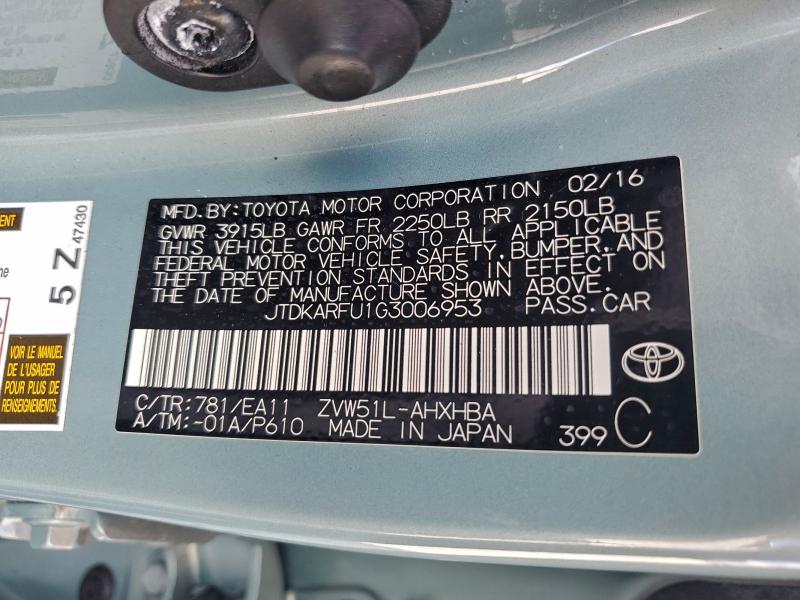 MFD.BY:TOYOTA MOTOR CORPORATION 02/16
GVWR 3915LB GAWR FR 2250LB RR 2150LB
THIS VEHICLE CONFORMS TO ALL APPLICABLE
FEDERAL MOTOR VEHICLE SAFETY,BUMPER,AND
THEFT PREVENTION STANDARDS IN EFFECT ON
THE DATE OF MANUFACTURE SHOWN ABOVE.
JTDKARFU1G3006953 PASS.CAR
C/TR:781/EA11 ZVW51L-AHXHBA
A/TM:-01A/P610 MADE IN JAPAN 399 C
5 Z 47430
VOIR LE MANUEL
DE L'USAGER
POUR PLUS DE
RENSEIGNEMENTS.